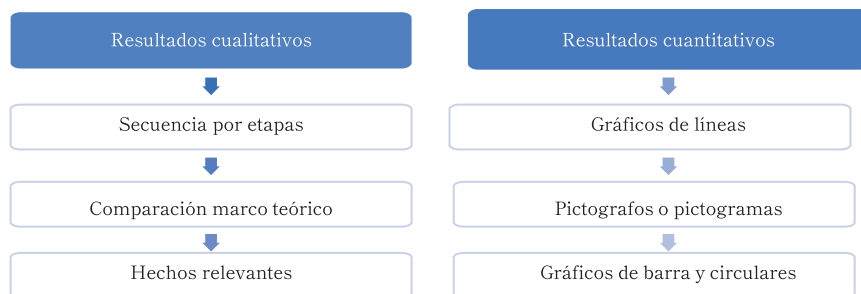 Resultados cualitativos
Secuencia por etapas
Comparación marco teórico
Hechos relevantes
Resultados cuantitativos
Gráficos de líneas
Pictografos o pictogramas
Gráficos de barra y circulares